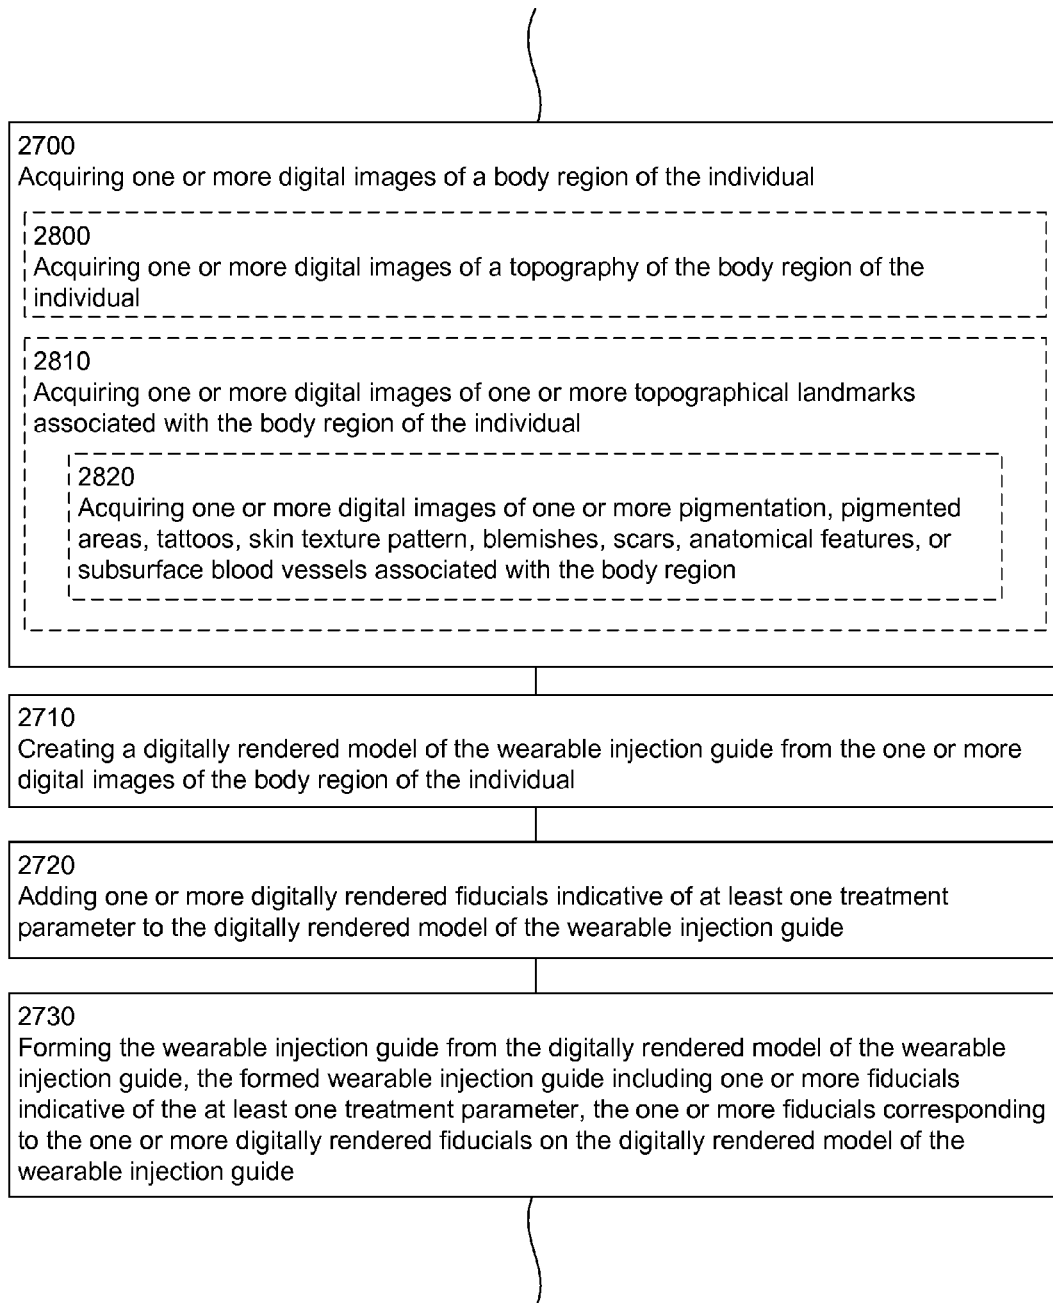 2700
Acquiring one or more digital images of a body region of the individual
2800
Acquiring one or more digital images of a topography of the body region of the
individual
2810
Acquiring one or more digital images of one or more topographical landmarks
associated with the body region of the individual
2820
Acquiring one or more digital images of one or more pigmentation, pigmented
areas, tattoos, skin texture pattern, blemishes, scars, anatomical features, or
subsurface blood vessels associated with the body region
2710
Creating a digitally rendered model of the wearable injection guide from the one or more
digital images of the body region of the individual
2720
Adding one or more digitally rendered fiducials indicative of at least one treatment
parameter to the digitally rendered model of the wearable injection guide
2730
Forming the wearable injection guide from the digitally rendered model of the wearable
injection guide, the formed wearable injection guide including one or more fiducials
indicative of the at least one treatment parameter, the one or more fiducials corresponding
to the one or more digitally rendered fiducials on the digitally rendered model of the
wearable injection guide